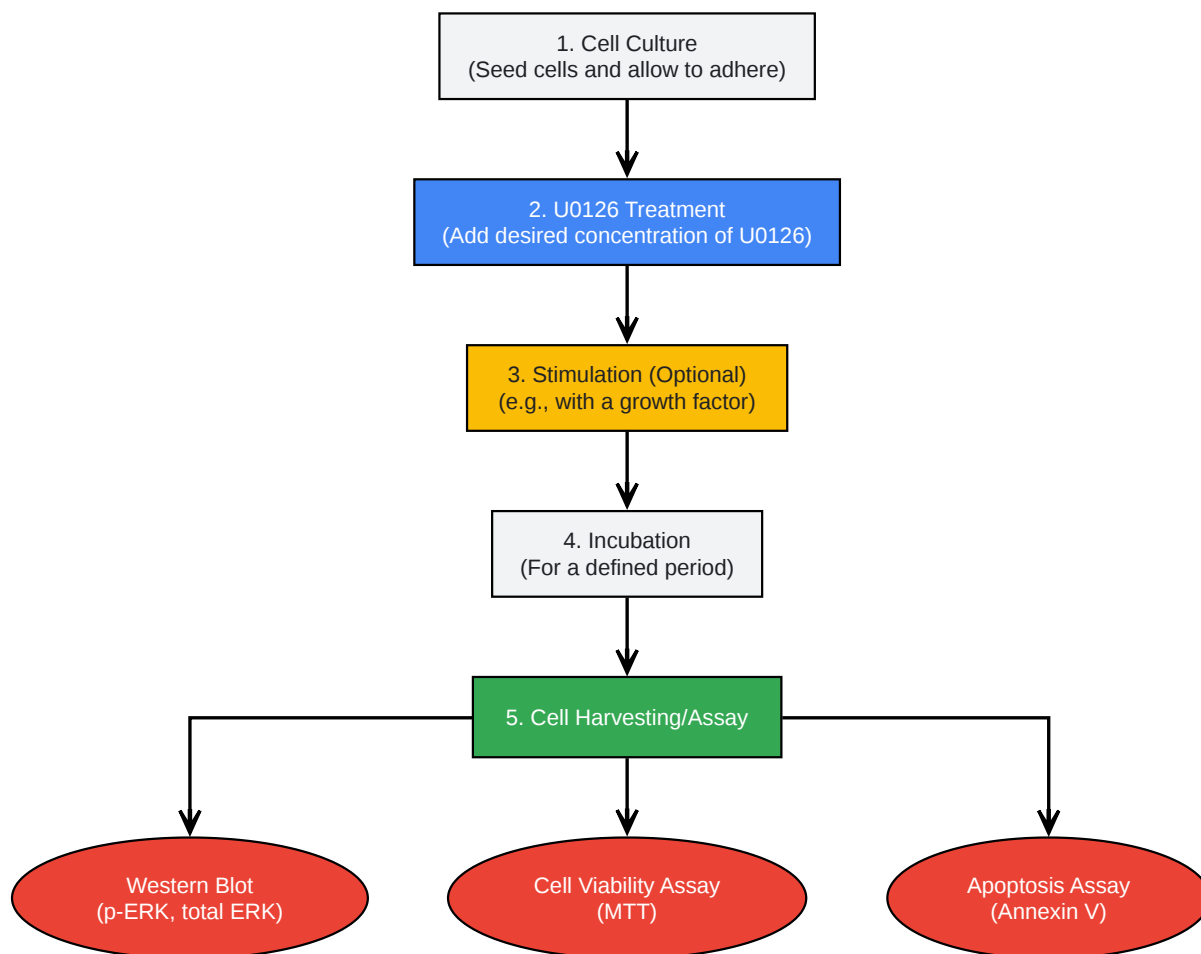 1. Cell Culture
(Seed cells and allow to adhere)
2. U0126 Treatment
(Add desired concentration of U0126)
3. Stimulation (Optional)
(e.g., with a growth factor)
4. Incubation
(For a defined period)
5. Cell Harvesting/Assay
Western Blot
(p-ERK, total ERK)
Cell Viability Assay
(MTT)
Apoptosis Assay
(Annexin V)